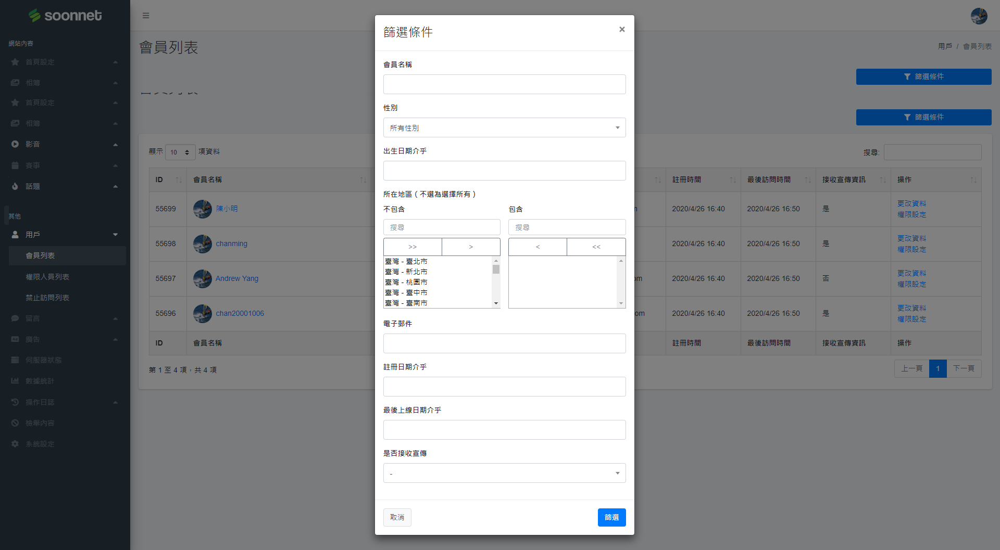 soonnet
網站內容
首頁設定
相簿
首頁設定
相簿
影音
賽事
話題
其他
用戶
會員列表
權限人員列表
禁止訪問列表
留言
廣告
伺服器狀態
數據統計
操作日誌
檢舉內容
系統設定
會員列表
用戶 / 會員列表
篩選條件
篩選條件
顯示 10 項資料
搜尋:
ID 會員名稱 註冊時間 最後訪問時間 接收宣傳資訊 操作
55699 陳小明 2020/4/26 16:40 2020/4/26 16:50 是 更改資料
權限設定
55698 chanming 2020/4/26 16:40 2020/4/26 16:50 是 更改資料
權限設定
55697 Andrew Yang om 2020/4/26 16:40 2020/4/26 16:50 否 更改資料
權限設定
55696 chan20001006 om 2020/4/26 16:40 2020/4/26 16:50 是 更改資料
權限設定
ID 會員名稱 註冊時間 最後訪問時間 接收宣傳資訊 操作
第 1 至 4 項，共 4 項
上一頁 1 下一頁
篩選條件 ×
會員名稱
性別
所有性別
出生日期介乎
所在地區 ( 不選為選擇所有 )
不包含 包含
搜尋 搜尋
>> > < <<
臺灣 - 臺北市
臺灣 - 新北市
臺灣 - 桃園市
臺灣 - 臺中市
臺灣 - 臺南市
電子郵件
註冊日期介乎
最後上線日期介乎
是否接收宣傳
-
取消 篩選